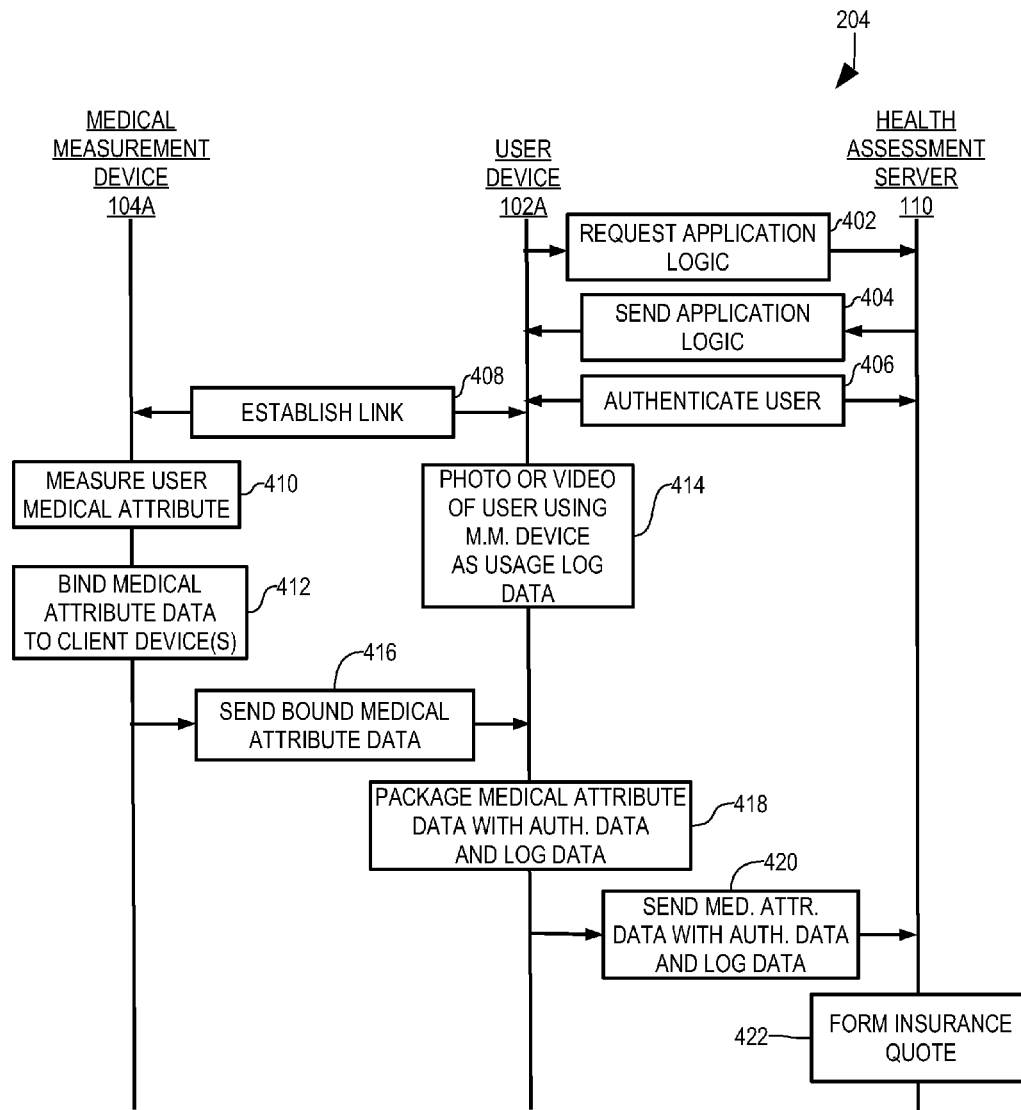 204
MEDICAL
MEASUREMENT
DEVICE
104A
USER
DEVICE
102A
HEALTH
ASSESSMENT
SERVER
110
REQUEST APPLICATION
LOGIC
402
SEND APPLICATION
LOGIC
404
AUTHENTICATE USER
406
ESTABLISH LINK
408
MEASURE USER
MEDICAL ATTRIBUTE
410
PHOTO OR VIDEO
OF USER USING
M.M. DEVICE
AS USAGE LOG
DATA
414
BIND MEDICAL
ATTRIBUTE DATA
TO CLIENT DEVICE(S)
412
SEND BOUND MEDICAL
ATTRIBUTE DATA
416
PACKAGE MEDICAL ATTRIBUTE
DATA WITH AUTH. DATA
AND LOG DATA
418
SEND MED. ATTR.
DATA WITH AUTH. DATA
AND LOG DATA
420
FORM INSURANCE
QUOTE
422